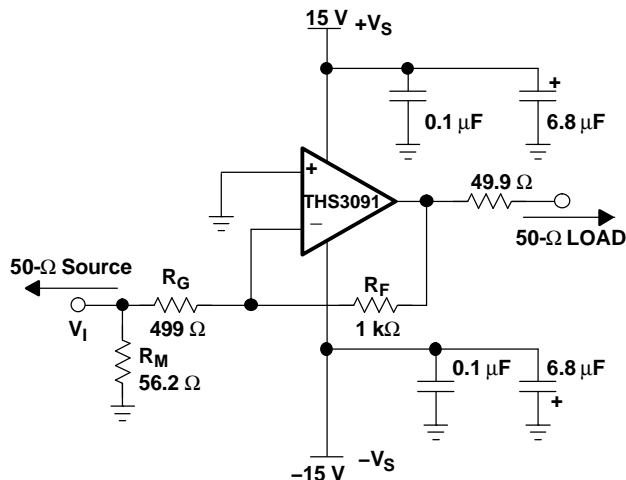 15 V +VS
+
0.1 μF 6.8 μF
+
THS3091
−
49.9 Ω
50-Ω LOAD
50-Ω Source
RG
RF
VI
499 Ω
1 kΩ
RM
56.2 Ω
0.1 μF 6.8 μF
+
−15 V −VS